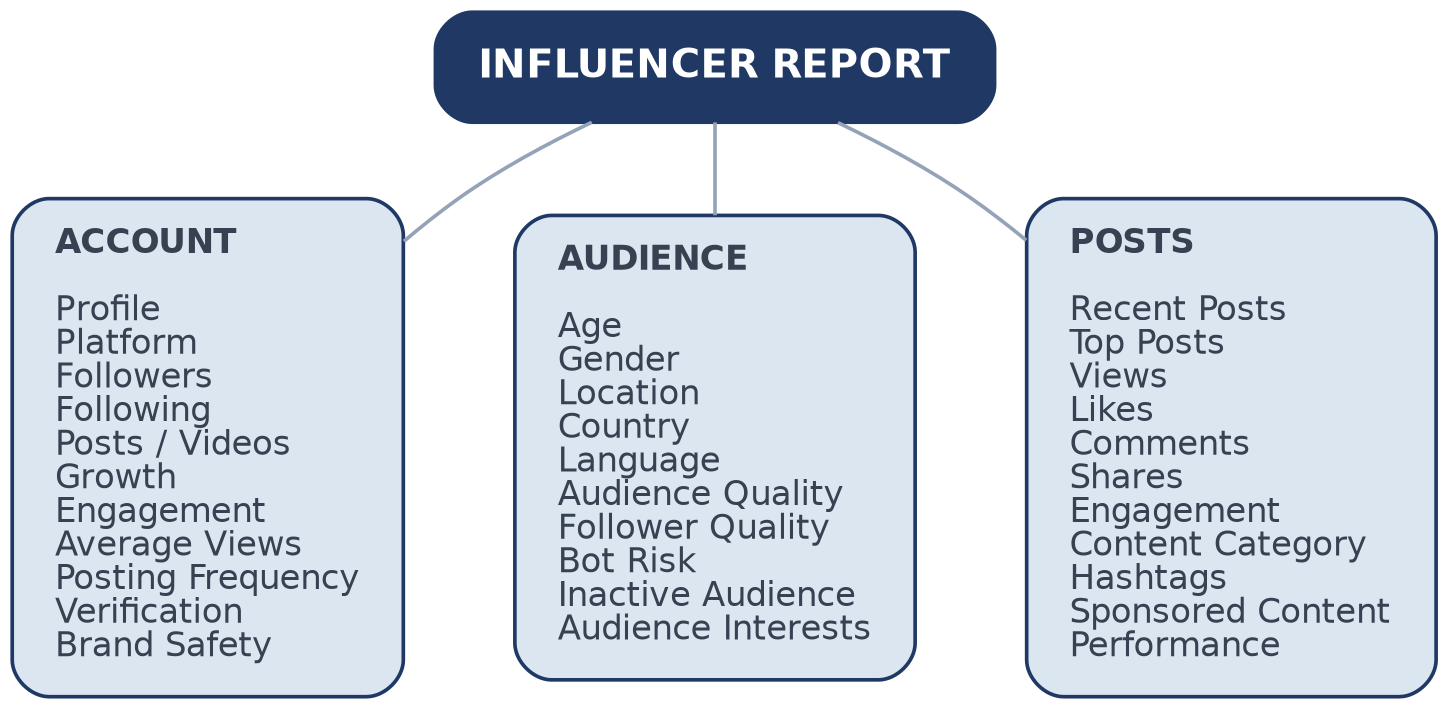 INFLUENCER REPORT
ACCOUNT
Profile
Platform
Followers
Following
Posts / Videos
Growth
Engagement
Average Views
Posting Frequency
Verification
Brand Safety
AUDIENCE
Age
Gender
Location
Country
Language
Audience Quality
Follower Quality
Bot Risk
Inactive Audience
Audience Interests
POSTS
Recent Posts
Top Posts
Views
Likes
Comments
Shares
Engagement
Content Category
Hashtags
Sponsored Content
Performance